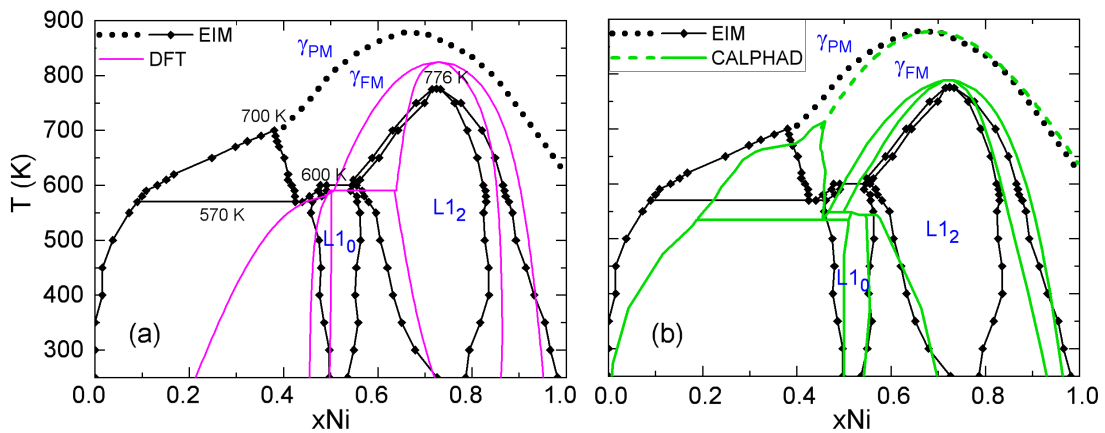 900
800
700
600
500
400
300
T (K)
0.0 0.2 0.4 0.6 0.8 1.0
xNi
EIM
DFT
γPM
γFM
776 K
700 K
600 K
570 K
L1₂
L1₀
(a)
0.0 0.2 0.4 0.6 0.8 1.0
xNi
EIM
CALPHAD
γPM
γFM
L1₂
L1₀
(b)